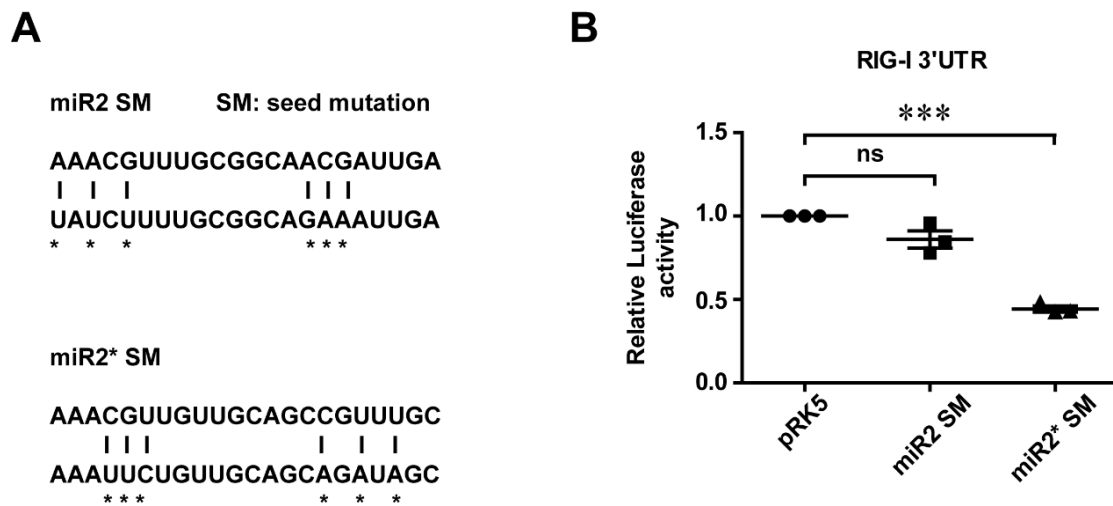 A
miR2 SM SM: seed mutation
AAACGUUUGCGGCAACGAUUGA
UAUCUUUUGCGGCAGAAAUUGA
* * * * * *
miR2* SM
AAACGUUGUUGCAGCCGUUUGC
AAAUUCUGUUGCAGCAGAUAGC
* * * * * *
B
RIG-I 3'UTR
***
ns
Relative Luciferase
activity
1.5
1.0
0.5
0.0
pRK5
miR2 SM
miR2* SM